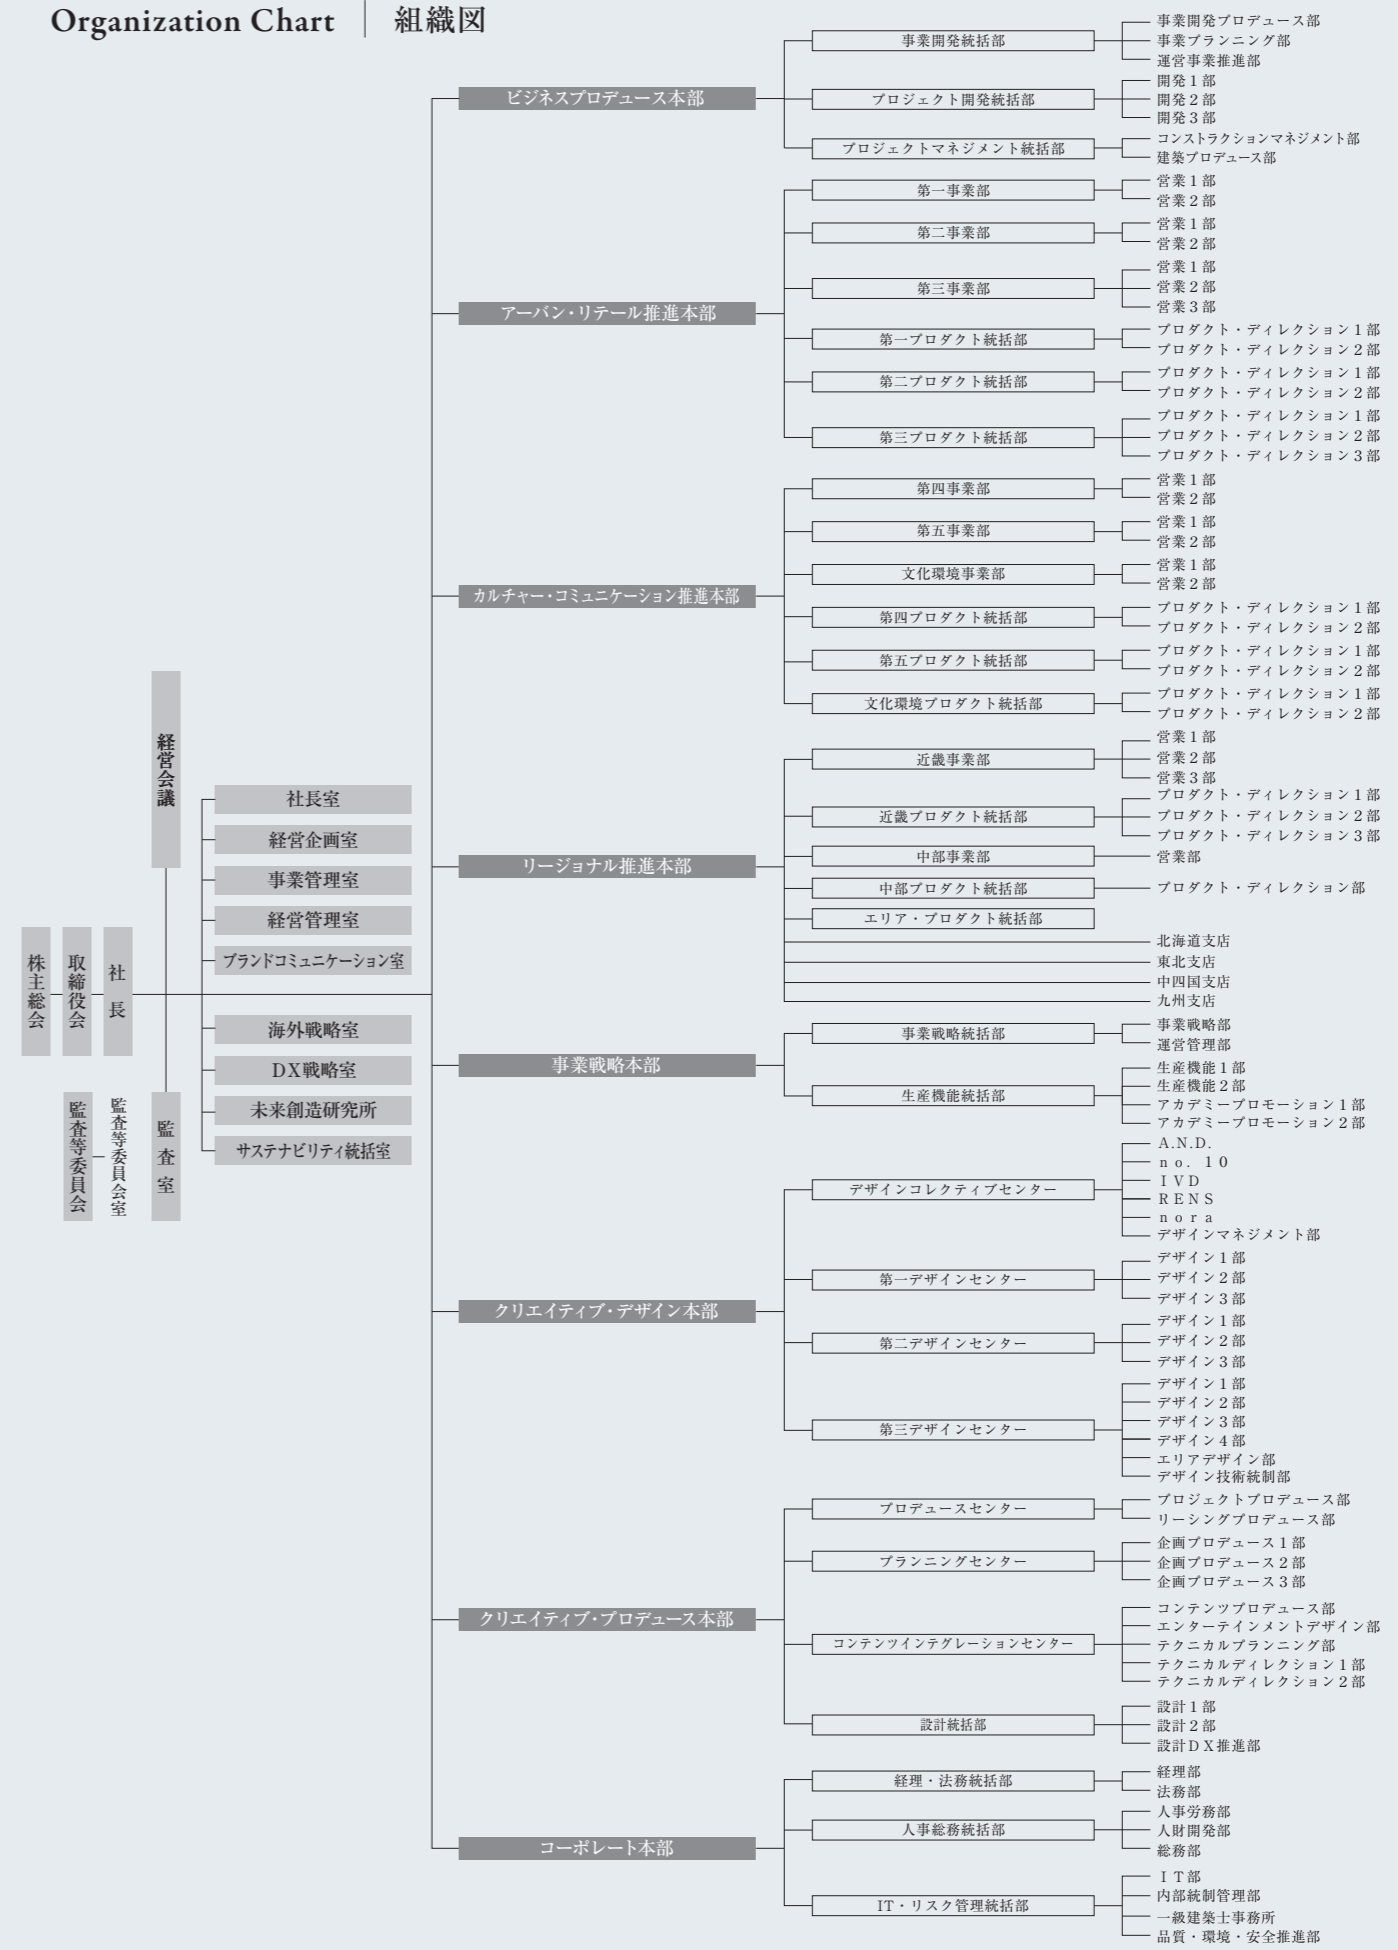 Organization Chart | 組織図
株主総会
取締役会
社長
経営会議
監査室
監査等委員会
監査等委員会室
社長室
経営企画室
事業管理室
経営管理室
ブランドコミュニケーション室
海外戦略室
DX戦略室
未来創造研究所
サステナビリティ統括室
ビジネスプロデュース本部
事業開発統括部
事業開発プロデュース部
事業プランニング部
運営事業推進部
プロジェクト開発統括部
開発1部
開発2部
開発3部
プロジェクトマネジメント統括部
コンストラクションマネジメント部
建築プロデュース部
アーバン・リテール推進本部
第一事業部
営業1部
営業2部
第二事業部
営業1部
営業2部
第三事業部
営業1部
営業2部
営業3部
第一プロダクト統括部
プロダクト・ディレクション1部
プロダクト・ディレクション2部
第二プロダクト統括部
プロダクト・ディレクション1部
プロダクト・ディレクション2部
第三プロダクト統括部
プロダクト・ディレクション1部
プロダクト・ディレクション2部
プロダクト・ディレクション3部
カルチャー・コミュニケーション推進本部
第四事業部
営業1部
営業2部
第五事業部
営業1部
営業2部
文化環境事業部
営業1部
営業2部
第四プロダクト統括部
プロダクト・ディレクション1部
プロダクト・ディレクション2部
第五プロダクト統括部
プロダクト・ディレクション1部
プロダクト・ディレクション2部
文化環境プロダクト統括部
プロダクト・ディレクション1部
プロダクト・ディレクション2部
リージョナル推進本部
近畿事業部
営業1部
営業2部
営業3部
近畿プロダクト統括部
プロダクト・ディレクション1部
プロダクト・ディレクション2部
プロダクト・ディレクション3部
中部事業部
営業部
中部プロダクト統括部
プロダクト・ディレクション部
エリア・プロダクト統括部
北海道支店
東北支店
中四国支店
九州支店
事業戦略本部
事業戦略統括部
事業戦略部
運営管理部
生産機能統括部
生産機能1部
生産機能2部
アカデミープロモーション1部
アカデミープロモーション2部
クリエイティブ・デザイン本部
デザインコレクティブセンター
A.N.D.
no. 10
IVD
RENS
nora
デザインマネジメント部
第一デザインセンター
デザイン1部
デザイン2部
デザイン3部
第二デザインセンター
デザイン1部
デザイン2部
デザイン3部
第三デザインセンター
デザイン1部
デザイン2部
デザイン3部
デザイン4部
エリアデザイン部
デザイン技術統制部
クリエイティブ・プロデュース本部
プロデュースセンター
プロジェクトプロデュース部
リーシングプロデュース部
プランニングセンター
企画プロデュース1部
企画プロデュース2部
企画プロデュース3部
コンテンツインテグレーションセンター
コンテンツプロデュース部
エンターテインメントデザイン部
テクニカルプランニング部
テクニカルディレクション1部
テクニカルディレクション2部
設計統括部
設計1部
設計2部
設計DX推進部
コーポレート本部
経理・法務統括部
経理部
法務部
人事総務統括部
人事労務部
人財開発部
総務部
IT・リスク管理統括部
IT部
内部統制管理部
一級建築士事務所
品質・環境・安全推進部